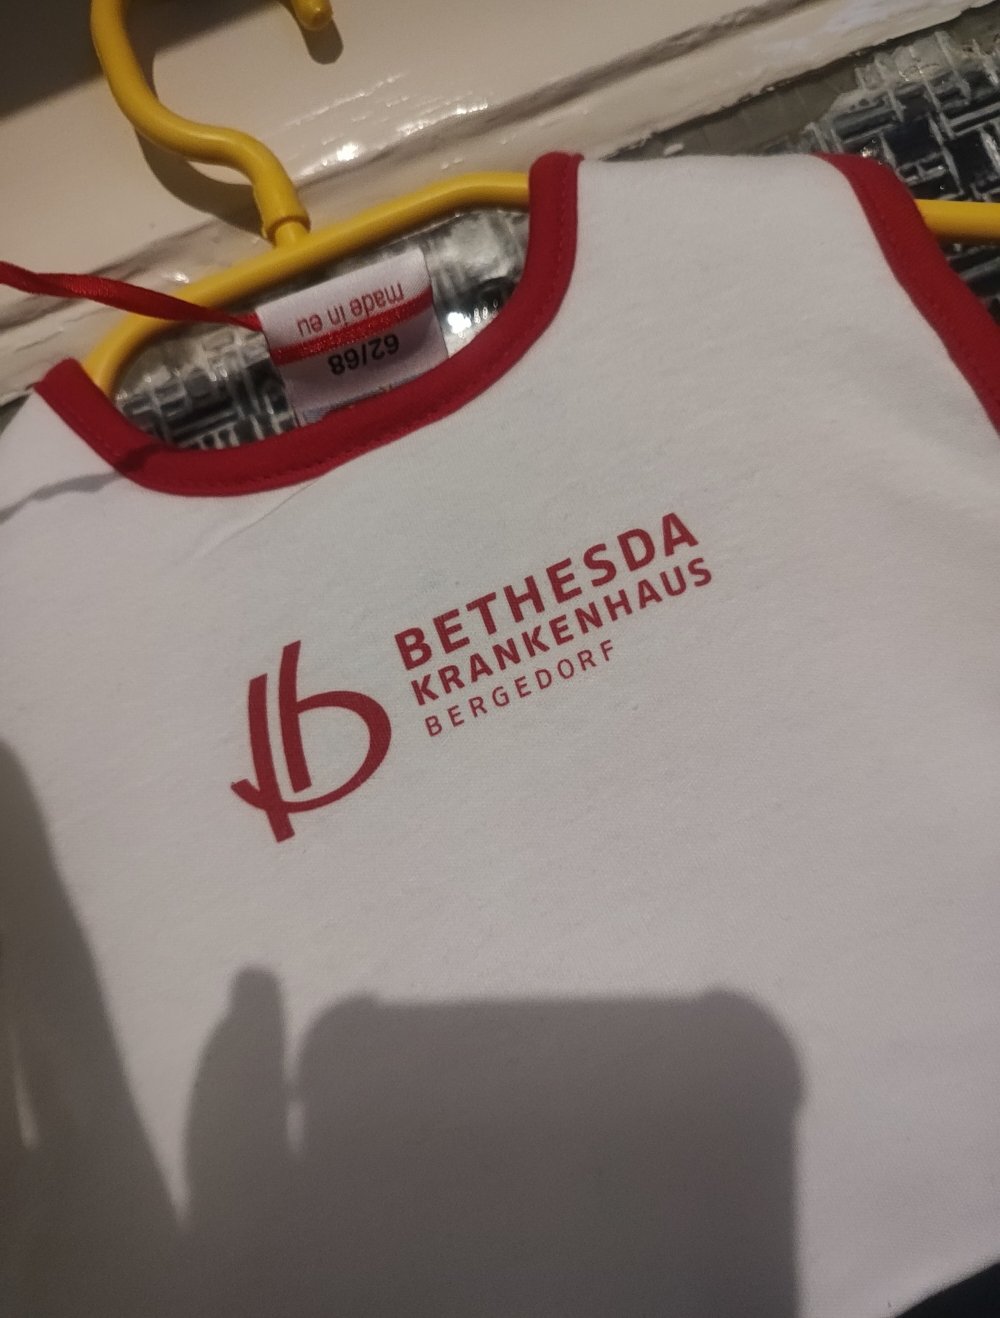 made in eu
62/68
BETHESDA
KRANKENHAUS
BERGEDORF